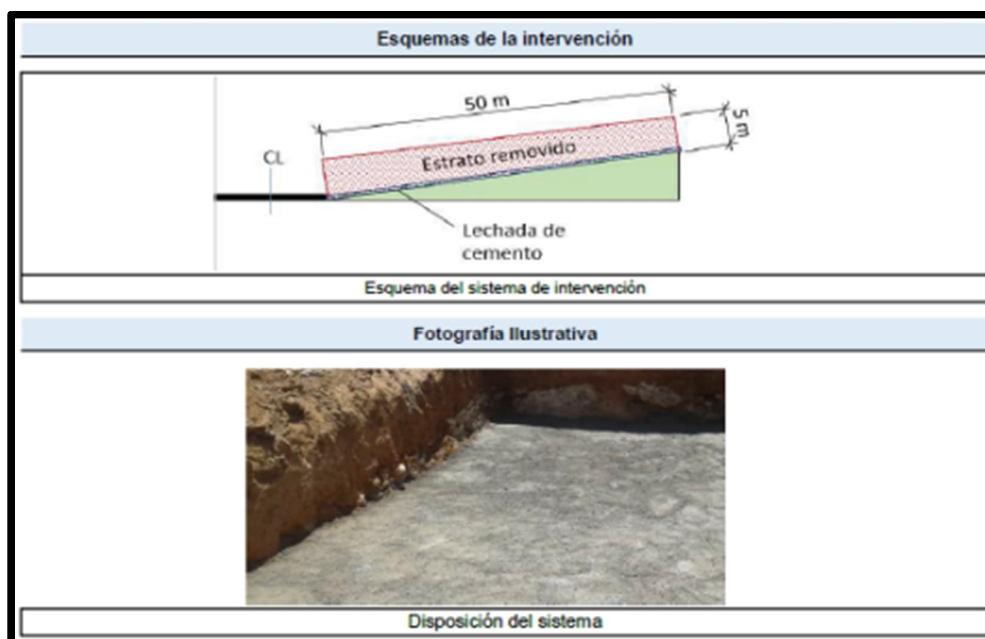 Esquemas de la intervención
50 m
5 m
CL
Estrato removido
Lechada de
cemento
Esquema del sistema de intervención
Fotografía Ilustrativa
Disposición del sistema